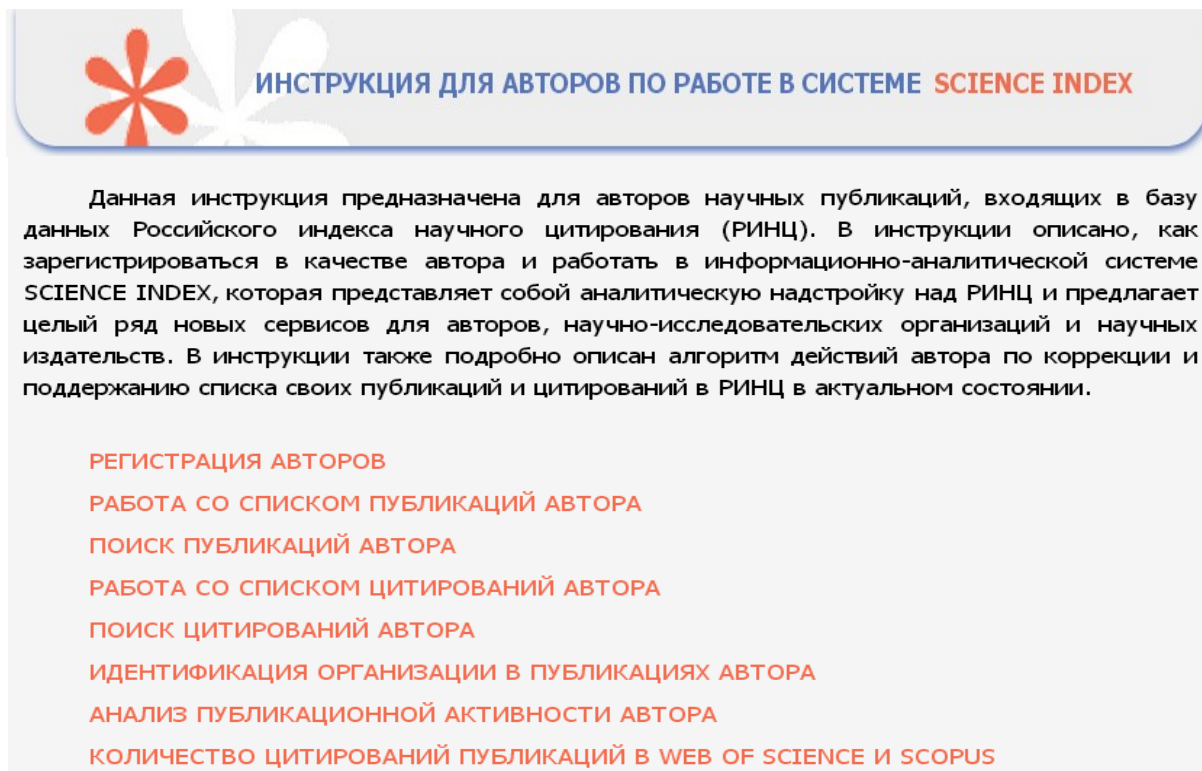 ИНСТРУКЦИЯ ДЛЯ АВТОРОВ ПО РАБОТЕ В СИСТЕМЕ SCIENCE INDEX
Данная инструкция предназначена для авторов научных публикаций, входящих в базу
данных Российского индекса научного цитирования (РИНЦ). В инструкции описано, как
зарегистрироваться в качестве автора и работать в информационно-аналитической системе
SCIENCE INDEX, которая представляет собой аналитическую надстройку над РИНЦ и предлагает
целый ряд новых сервисов для авторов, научно-исследовательских организаций и научных
издательств. В инструкции также подробно описан алгоритм действий автора по коррекции и
поддержанию списка своих публикаций и цитирований в РИНЦ в актуальном состоянии.
РЕГИСТРАЦИЯ АВТОРОВ
РАБОТА СО СПИСКОМ ПУБЛИКАЦИЙ АВТОРА
ПОИСК ПУБЛИКАЦИЙ АВТОРА
РАБОТА СО СПИСКОМ ЦИТИРОВАНИЙ АВТОРА
ПОИСК ЦИТИРОВАНИЙ АВТОРА
ИДЕНТИФИКАЦИЯ ОРГАНИЗАЦИИ В ПУБЛИКАЦИЯХ АВТОРА
АНАЛИЗ ПУБЛИКАЦИОННОЙ АКТИВНОСТИ АВТОРА
КОЛИЧЕСТВО ЦИТИРОВАНИЙ ПУБЛИКАЦИЙ В WEB OF SCIENCE И SCOPUS